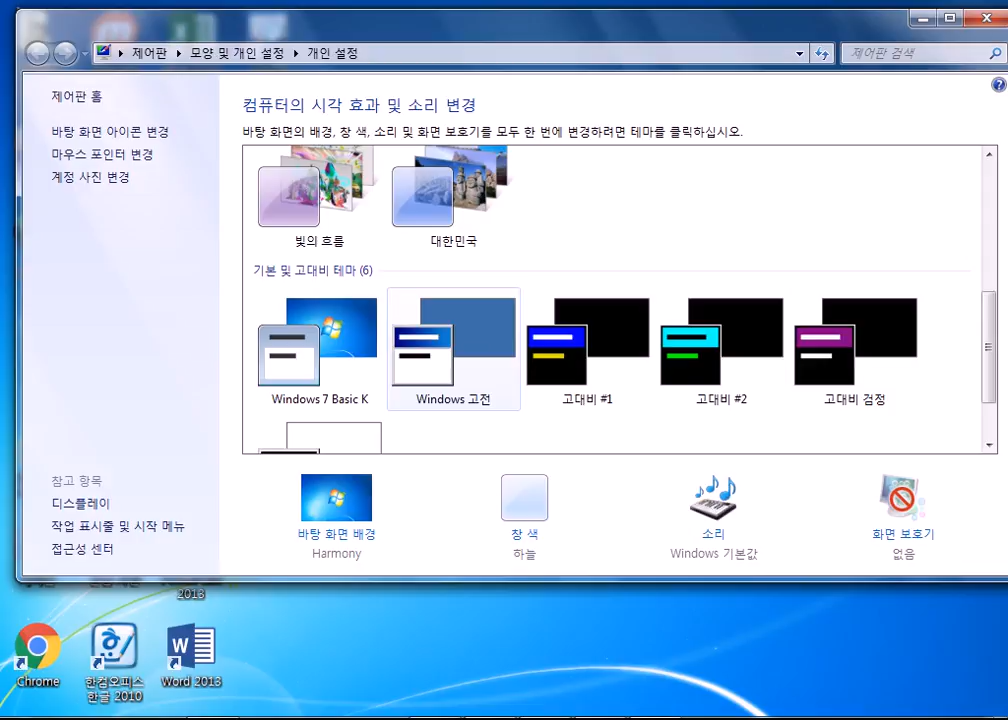 제어판 ▸ 모양 및 개인 설정 ▸ 개인 설정
제어판 검색
제어판 홈
바탕 화면 아이콘 변경
마우스 포인터 변경
계정 사진 변경
컴퓨터의 시각 효과 및 소리 변경
바탕 화면의 배경, 창 색, 소리 및 화면 보호기를 모두 한 번에 변경하려면 테마를 클릭하십시오.
빛의 흐름
대한민국
기본 및 고대비 테마 (6)
Windows 7 Basic K
Windows 고전
고대비 #1
고대비 #2
고대비 검정
참고 항목
디스플레이
작업 표시줄 및 시작 메뉴
접근성 센터
바탕 화면 배경
Harmony
창 색
하늘
소리
Windows 기본값
화면 보호기
없음
2013
Chrome
한컴오피스
한글 2010
Word 2013